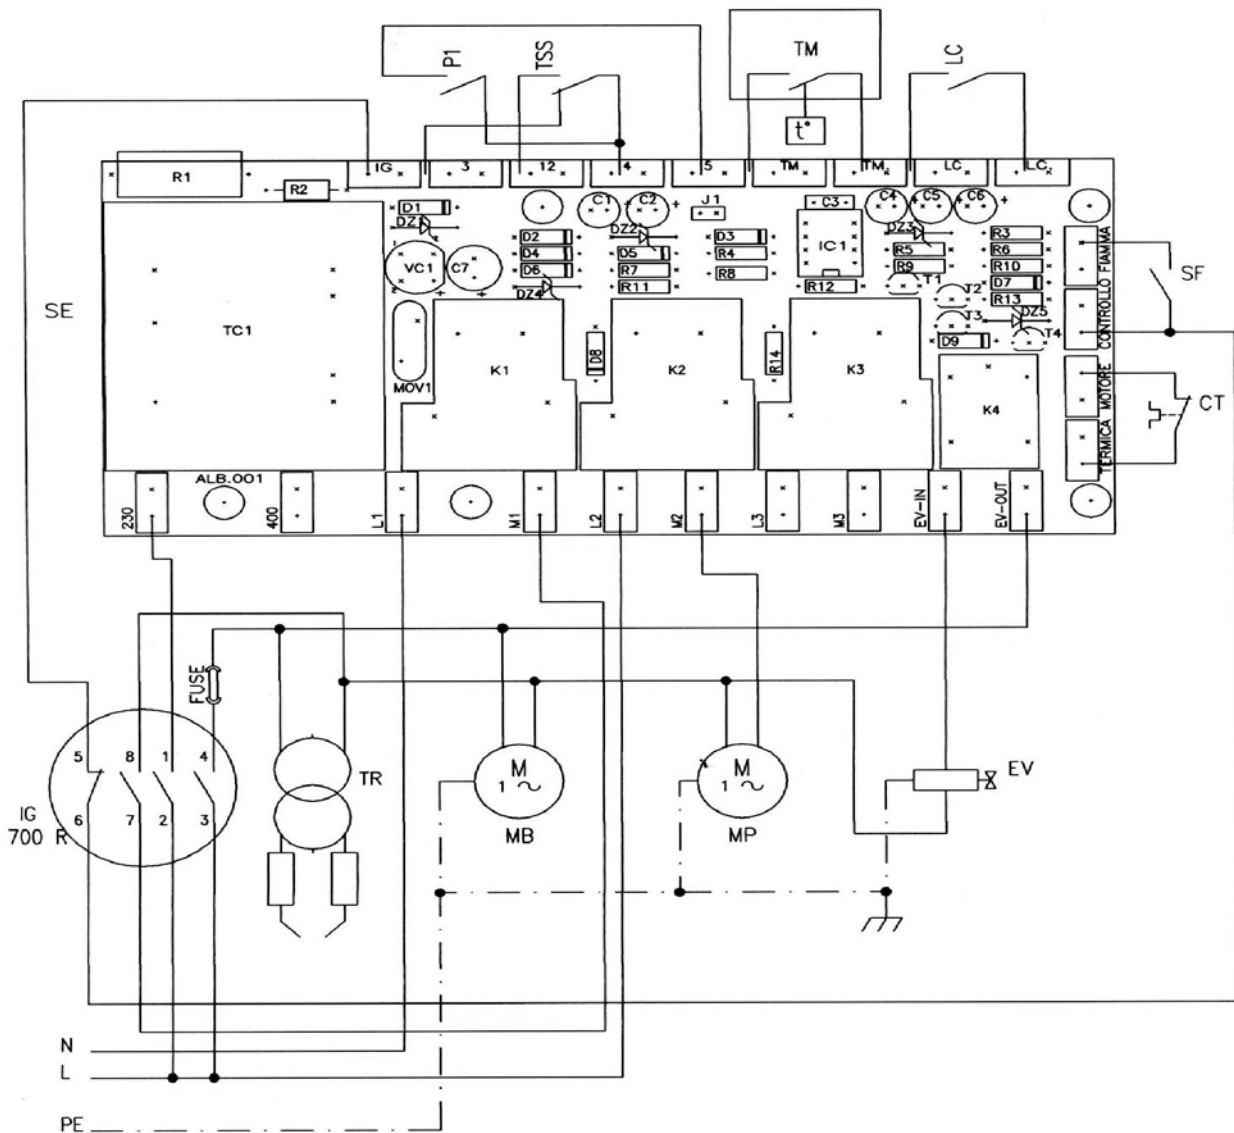 P1
TSS
TM
LC
t°
IG
3
12
4
5
TM
TM
LC
LC
R1
R2
D1
DZ1
C1
C2
J1
C3
C4
C5
C6
D2
DZ2
D3
IC1
DZ3
R3
D4
D5
R4
R5
R6
VC1
C7
D6
R7
R8
R9
R10
DZ4
R11
R12
T1
D7
T2
R13
T3
DZ5
T4
D9
CONTROLLO FIAMMA
SF
SE
TC1
MOV1
K1
D8
K2
R14
K3
K4
TERMICA MOTORE
CT
ALB.001
230
400
L1
M1
L2
M2
L3
M3
EV-IN
EV-OUT
FUSE
5 8 1 4
6 7 2 3
IG
700 R
TR
M
1 ~
MB
M
1 ~
MP
EV
N
L
PE